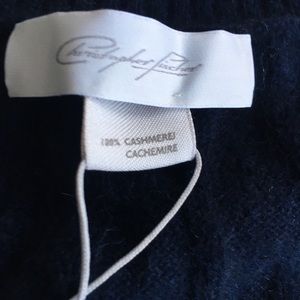 Christopher Fischer
100% CASHMERE/
CACHEMIRE